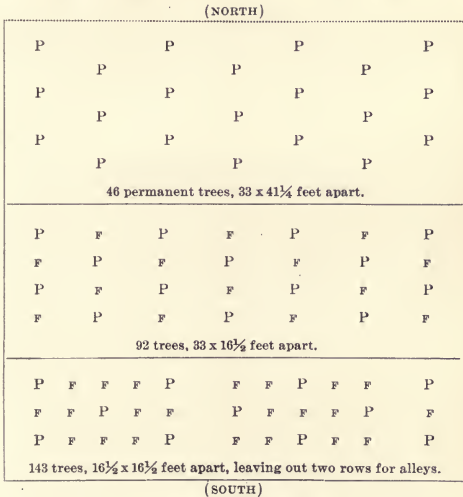 (NORTH)
P P P P
P P P
P P P P
P P P
P P P P
P P P
46 permanent trees, 33 x 41¼ feet apart.
P F P F P F P
F P F P F P F
P F P F P F P
F P F P F P F
92 trees, 33 x 16½ feet apart.
P F F F P F F P F F P
F F P F F P F F F P F
P F F F P F F P F F P
143 trees, 16½ x 16½ feet apart, leaving out two rows for alleys.
(SOUTH)